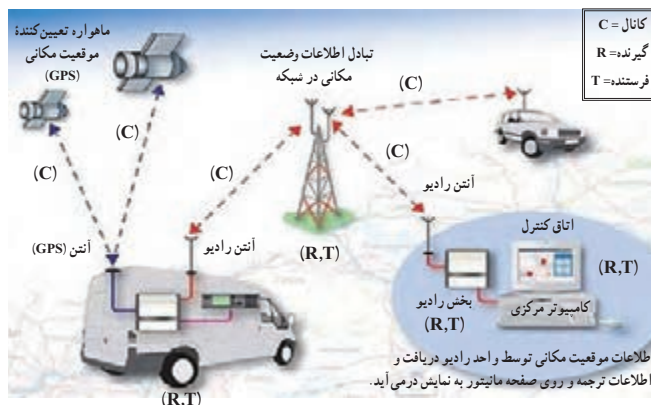 C = کانال
R =گیرنده
T =فرستنده
ماهواره تعیین‌کنندۀ
موقعیت مکانی
(GPS)
تبادل اطلاعات وضعیت
مکانی در شبکه
(C)
(C)
(C)
(C)
(C)
آنتن رادیو
آنتن (GPS)
آنتن رادیو
(R,T)
اتاق کنترل
(R,T)
بخش رادیو
(R,T)
کامپیوتر مرکزی
(R,T)
طلاعات موقعیت مکانی توسط واحد رادیو دریافت و
اطلاعات ترجمه و روی صفحه مانیتور به نمایش درمی‌آید.